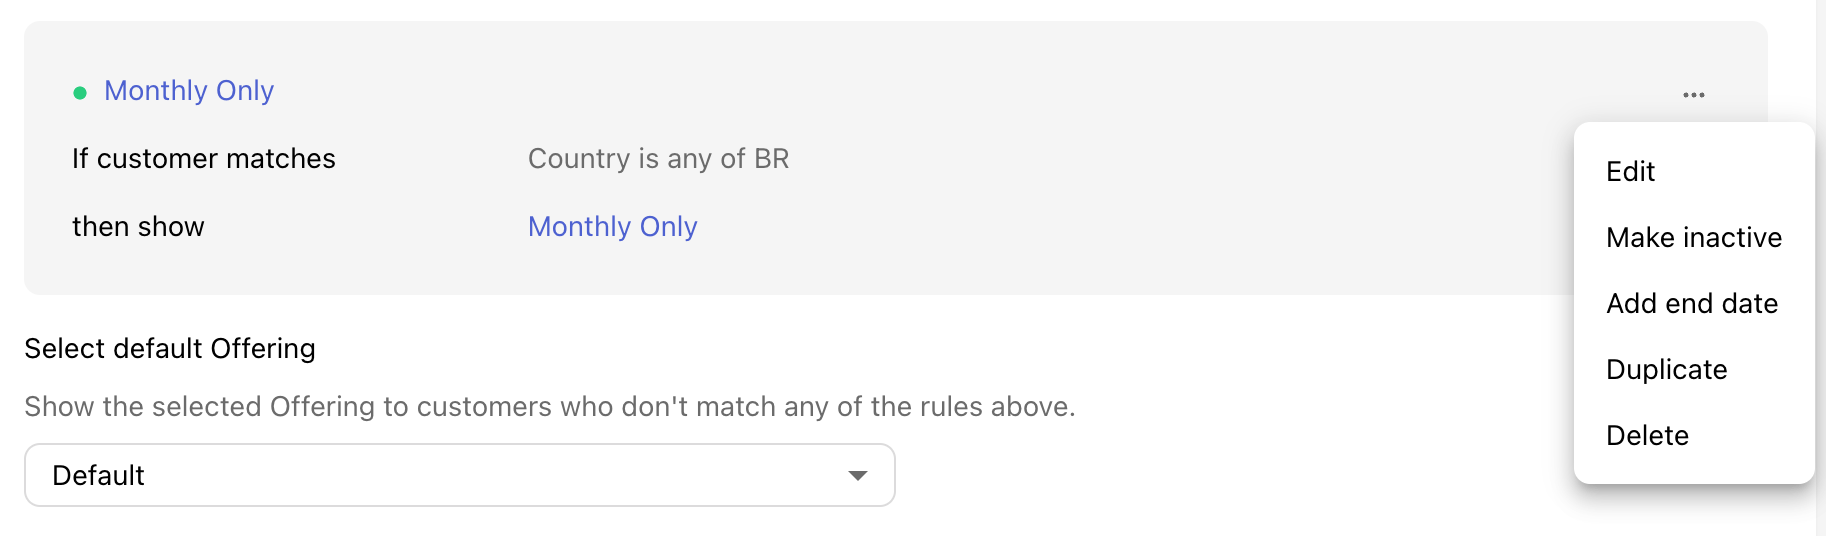 Monthly Only
...
If customer matches
Country is any of BR
then show
Monthly Only
Edit
Make inactive
Add end date
Duplicate
Delete
Select default Offering
Show the selected Offering to customers who don't match any of the rules above.
Default